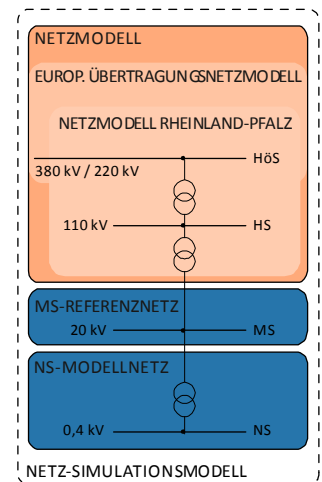 NETZMODELL
EUROP. ÜBERTRAGUNGSNETZMODELL
NETZMODELL RHEINLAND-PFALZ
HöS
380 kV / 220 kV
110 kV HS
MS-REFERENZNETZ
20 kV MS
NS-MODELLNETZ
0,4 kV NS
NETZ-SIMULATIONSMODELL